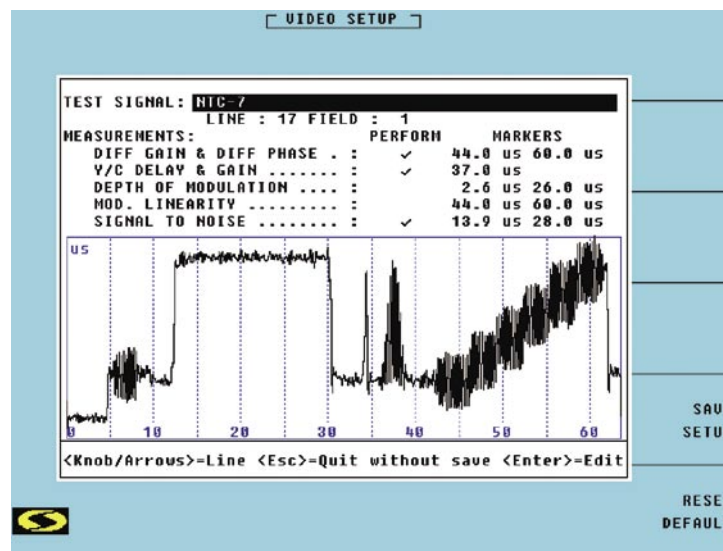 VIDEO SETUP
TEST SIGNAL: NTC-7
LINE : 17 FIELD : 1
MEASUREMENTS: PERFORM MARKERS
DIFF GAIN & DIFF PHASE . : ✓ 44.0 us 60.0 us
Y/C DELAY & GAIN ....... : ✓ 37.0 us
DEPTH OF MODULATION .... : 2.6 us 26.0 us
MOD. LINEARITY ......... : 44.0 us 60.0 us
SIGNAL TO NOISE ........ : ✓ 13.9 us 28.0 us
us
0 10 20 30 40 50 60
<Knob/Arrows>=Line <Esc>=Quit without save <Enter>=Edit
SAV
SETU
RESE
DEFAUL